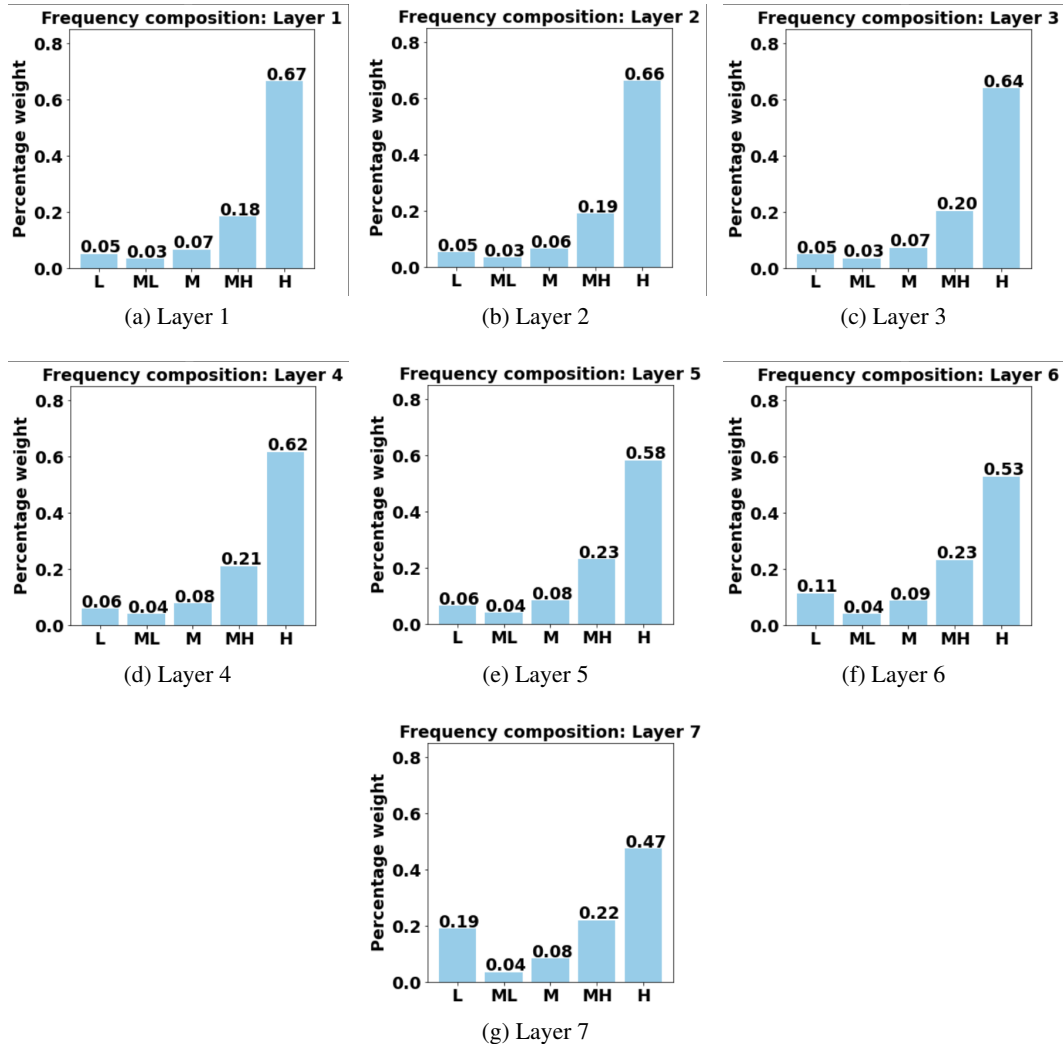 Frequency composition: Layer 1
Percentage weight
0.8
0.6
0.4
0.2
0.0
0.05
0.03
0.07
0.18
0.67
L ML M MH H
(a) Layer 1
Frequency composition: Layer 2
Percentage weight
0.8
0.6
0.4
0.2
0.0
0.05
0.03
0.06
0.19
0.66
L ML M MH H
(b) Layer 2
Frequency composition: Layer 3
Percentage weight
0.8
0.6
0.4
0.2
0.0
0.05
0.03
0.07
0.20
0.64
L ML M MH H
(c) Layer 3
Frequency composition: Layer 4
Percentage weight
0.8
0.6
0.4
0.2
0.0
0.06
0.04
0.08
0.21
0.62
L ML M MH H
(d) Layer 4
Frequency composition: Layer 5
Percentage weight
0.8
0.6
0.4
0.2
0.0
0.06
0.04
0.08
0.23
0.58
L ML M MH H
(e) Layer 5
Frequency composition: Layer 6
Percentage weight
0.8
0.6
0.4
0.2
0.0
0.11
0.04
0.09
0.23
0.53
L ML M MH H
(f) Layer 6
Frequency composition: Layer 7
Percentage weight
0.8
0.6
0.4
0.2
0.0
0.19
0.04
0.08
0.22
0.47
L ML M MH H
(g) Layer 7